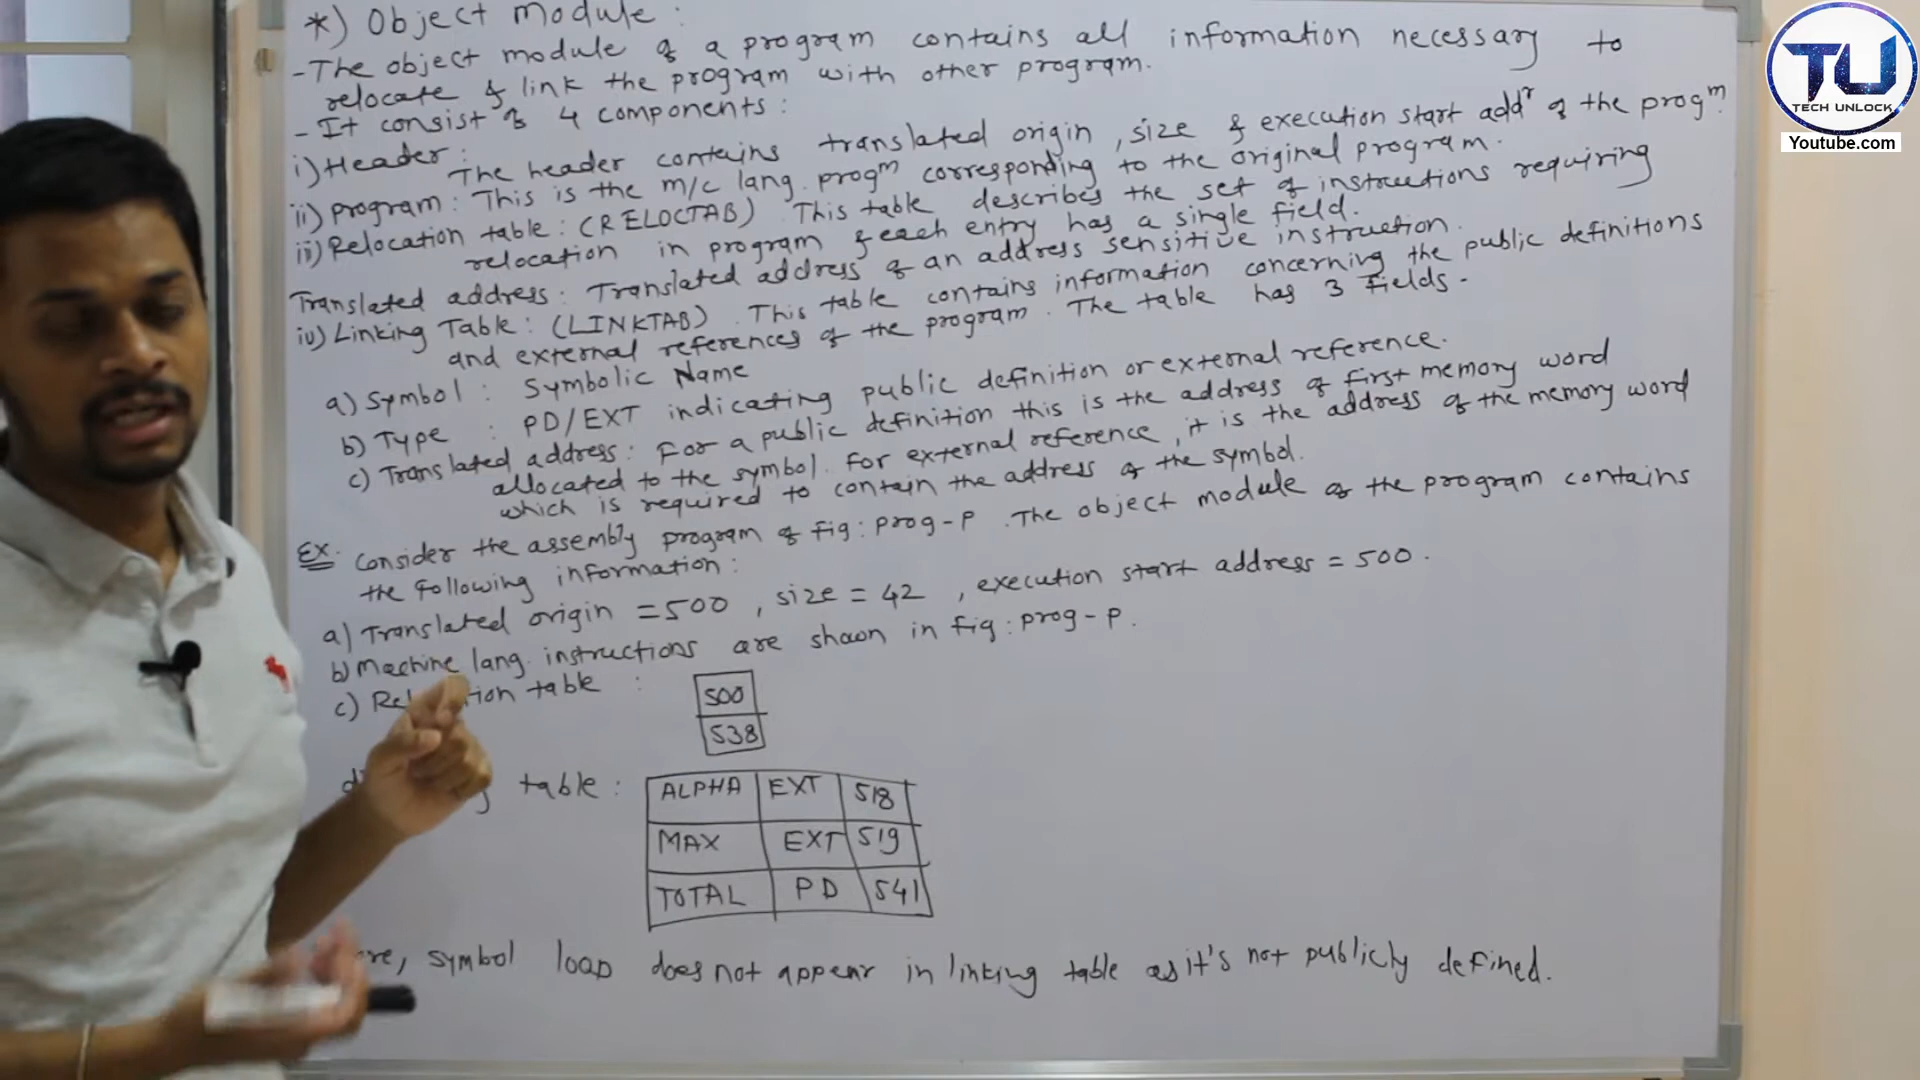 *) Object Module :
- The object module of a program contains all information necessary to
relocate & link the program with other program.
- It consist of 4 components :
i) Header :
The header contains translated origin, size & execution start addr of the progm.
ii) program : This is the m/c lang. progm corresponding to the original program.
iii) Relocation table : (RELOCTAB) This table describes the set of instructions requiring
relocation in program & each entry has a single field.
Translated address : Translated address of an address sensitive instruction.
iv) Linking Table : (LINKTAB). This table contains information concerning the public definitions
and external references of the program. The table has 3 fields.
a) Symbol : Symbolic Name
b) Type : PD/EXT indicating public definition or external reference.
c) Translated address : For a public definition this is the address of first memory word
allocated to the symbol. For external reference, it is the address of the memory word
which is required to contain the address of the symbol.
Ex. Consider the assembly program of fig : prog-P. The object module of the program contains
the following information :
a) Translated origin = 500, size = 42, execution start address = 500.
b) Machine lang. instructions are shown in fig : prog-P.
c) Re tion table :
500
538
table :
ALPHA EXT 518
MAX EXT 519
TOTAL PD 541
re, symbol loop does not appear in linking table as it's not publicly defined.
TU
TECH UNLOCK
Youtube.com